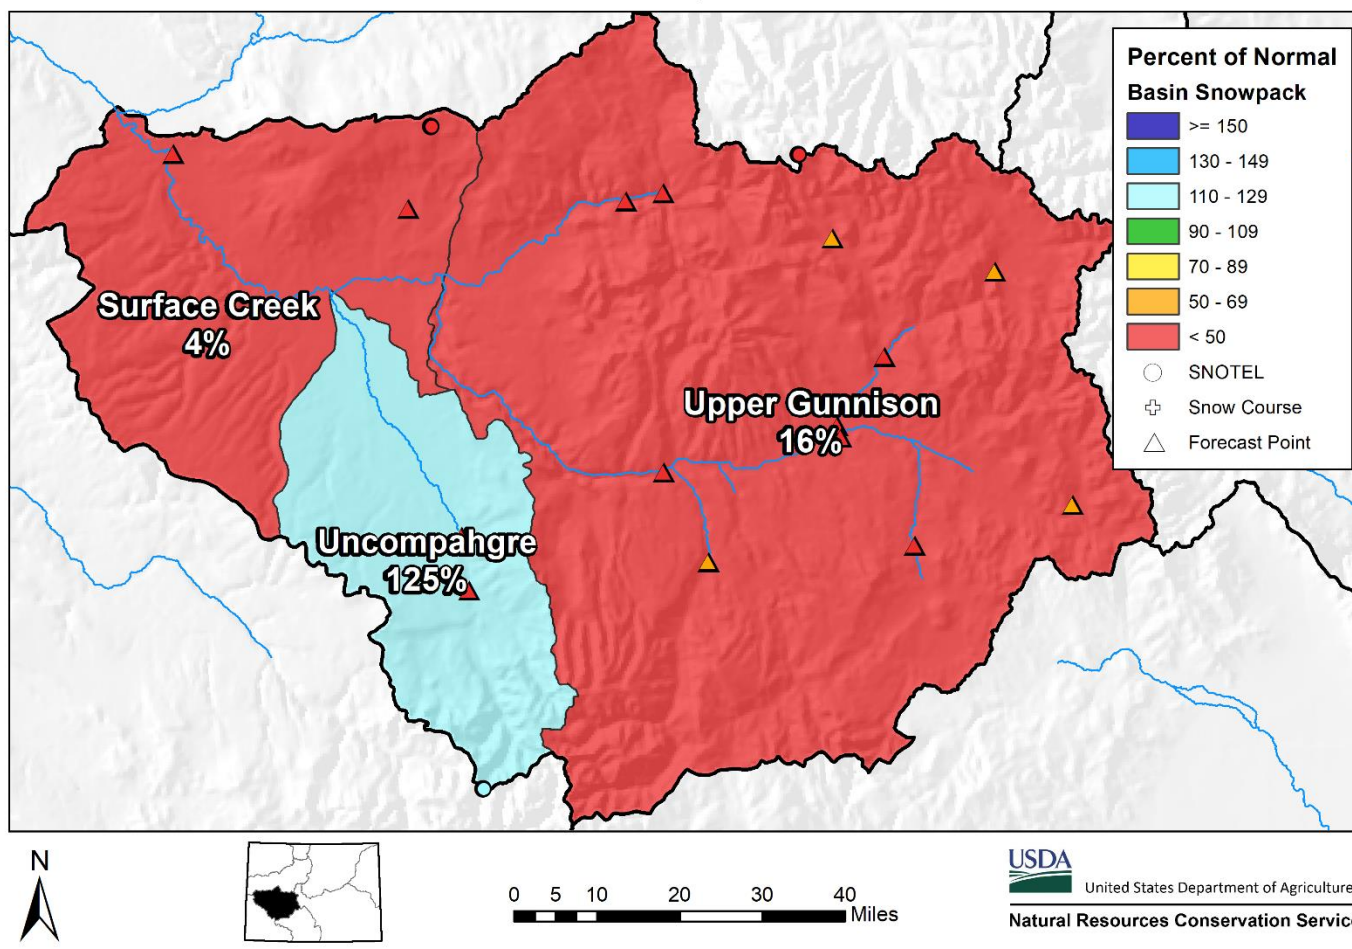 Percent of Normal
Basin Snowpack
>= 150
130 - 149
110 - 129
90 - 109
70 - 89
50 - 69
< 50
SNOTEL
Snow Course
Forecast Point
Surface Creek
4%
Upper Gunnison
16%
Uncompahgre
125%
N
0 5 10 20 30 40
Miles
USDA
United States Department of Agriculture
Natural Resources Conservation Service